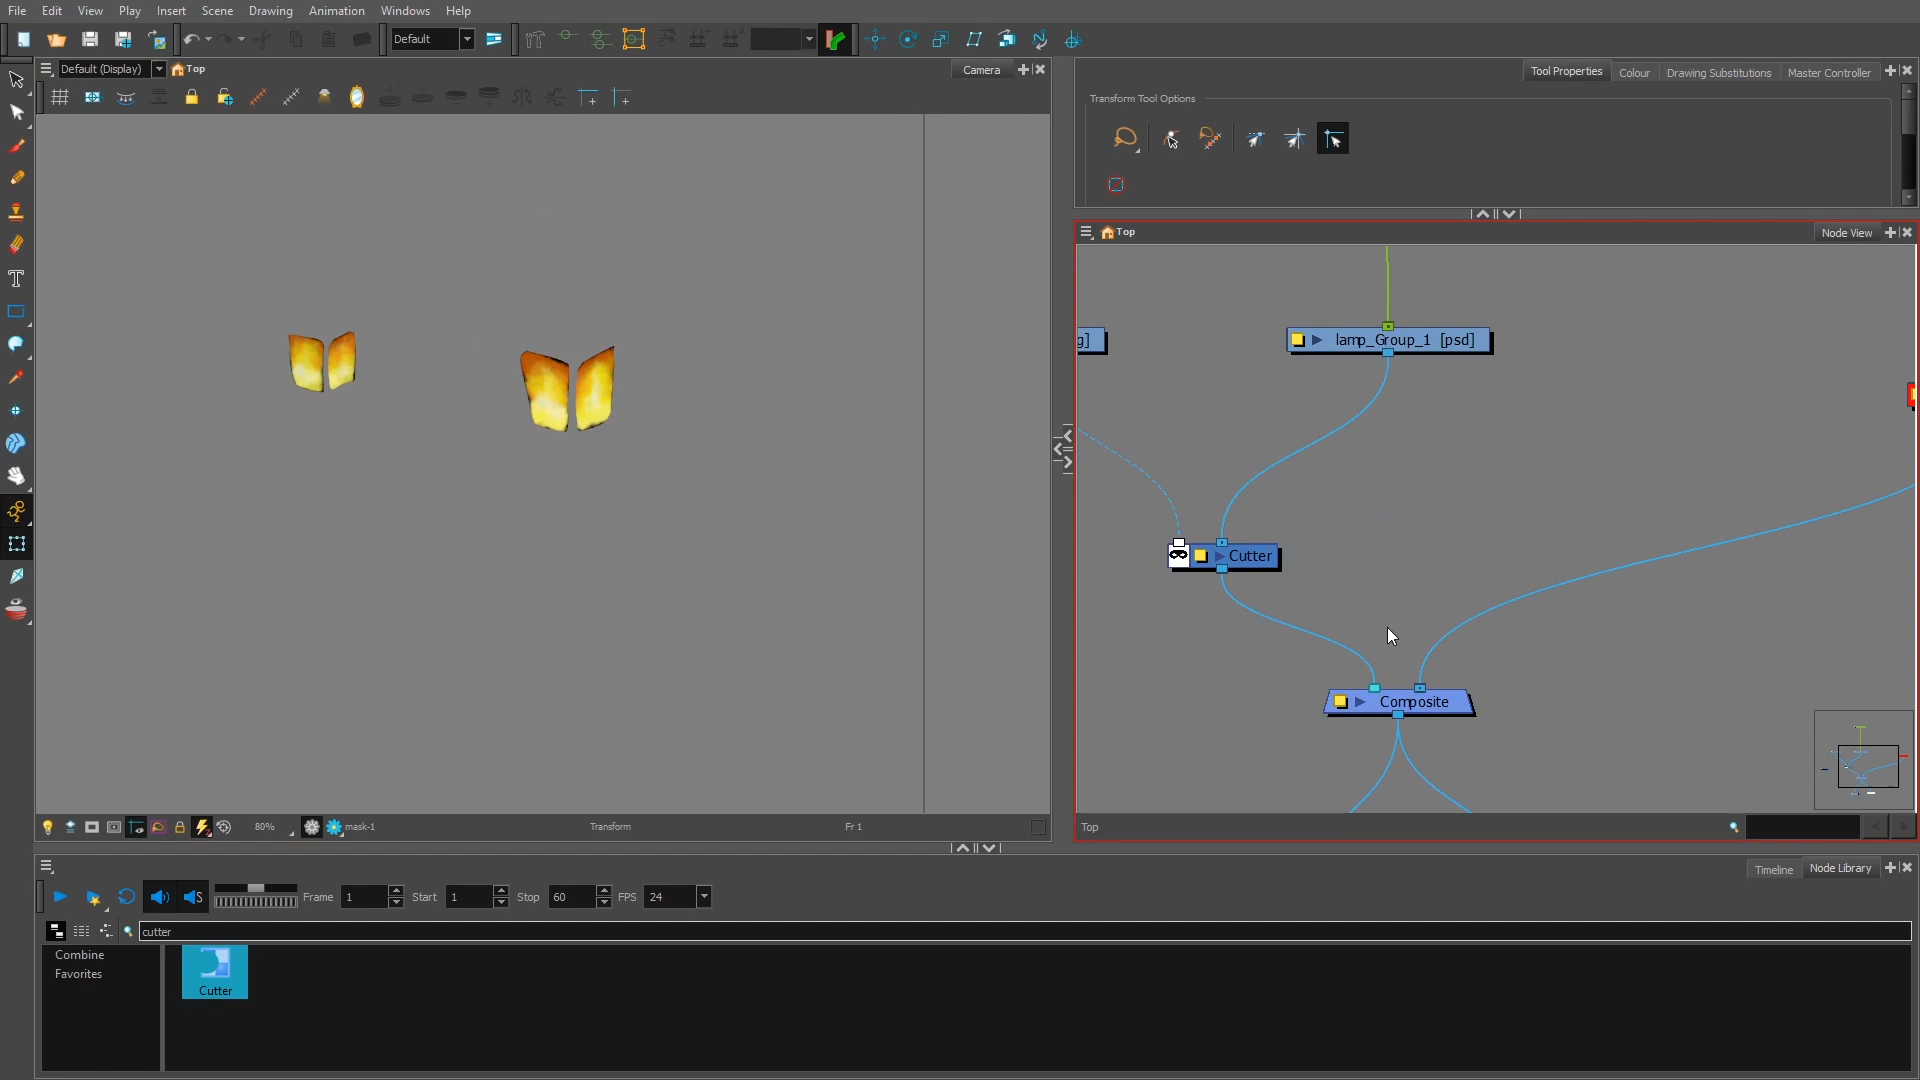 File Edit View Play Insert Scene Drawing Animation Windows Help
Default
Default (Display) Top Camera
Tool Properties Colour Drawing Substitutions Master Controller
Transform Tool Options
Top Node View
g] lamp_Group_1 [psd]
Cutter
Composite
80% mask-1 Transform Fr 1
Top
Timeline Node Library
Frame 1 Start 1 Stop 60 FPS 24
cutter
Combine
Favorites
Cutter